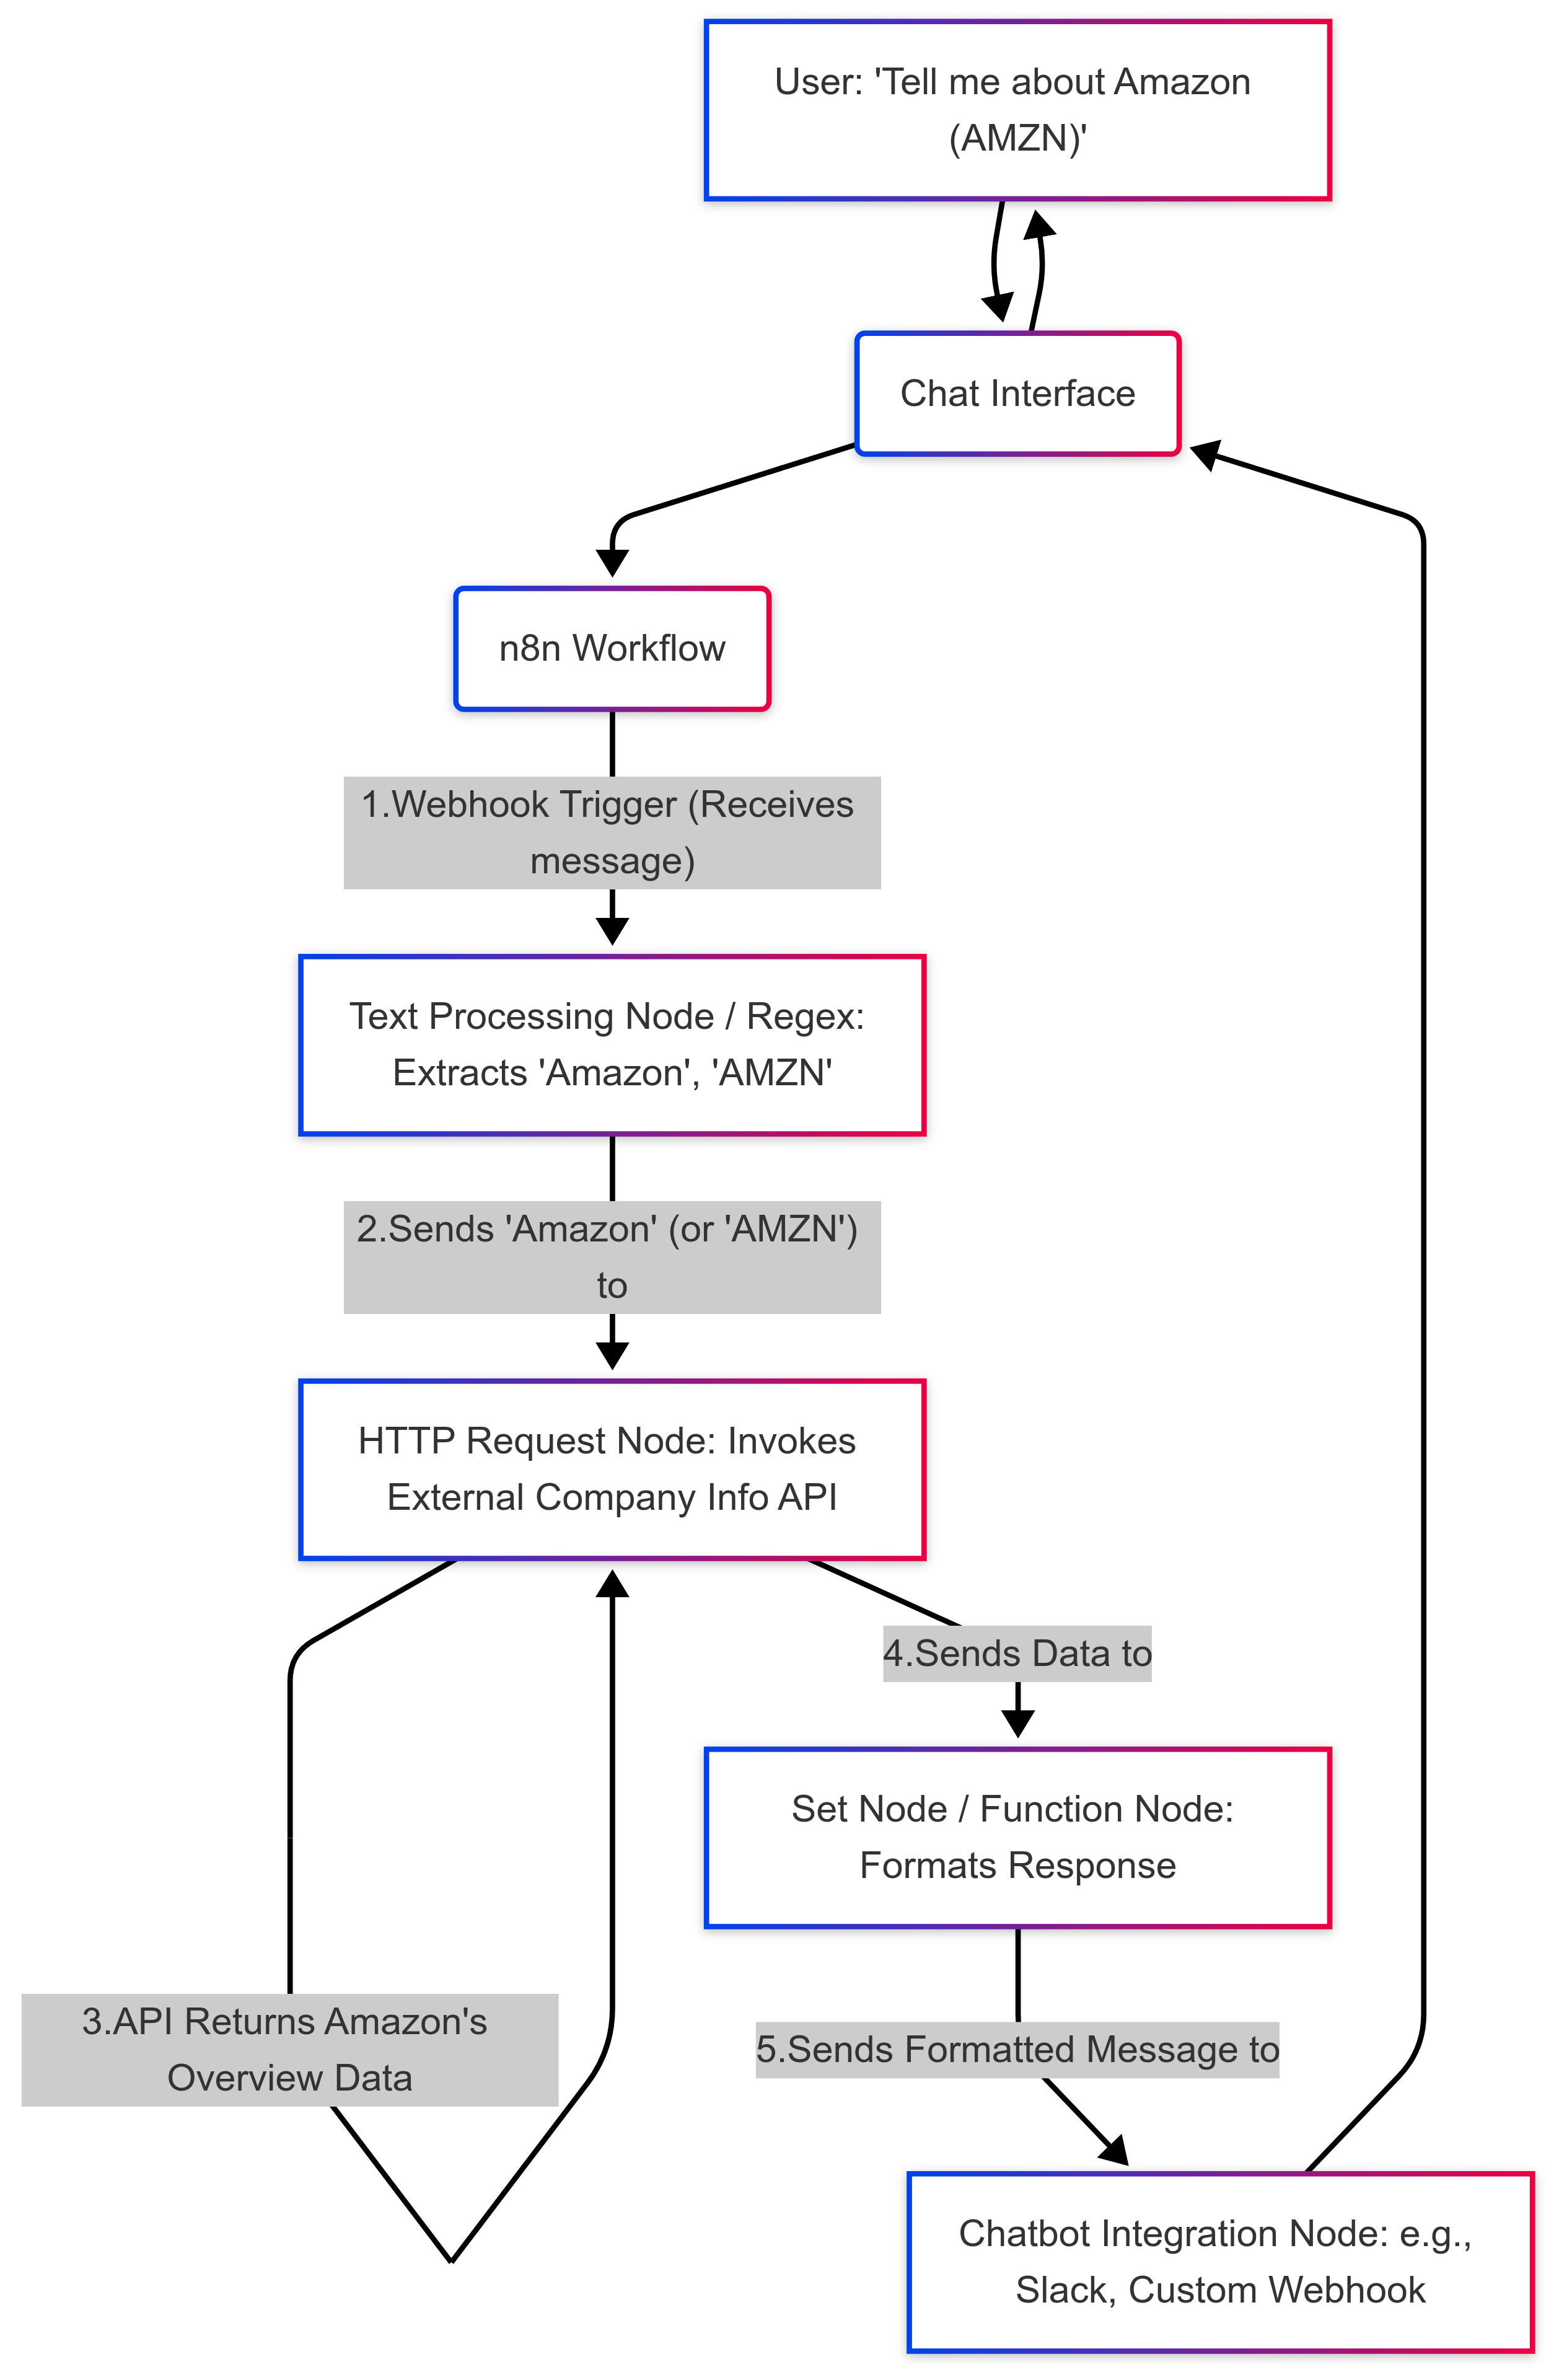 User: 'Tell me about Amazon
(AMZN)'
Chat Interface
n8n Workflow
1.Webhook Trigger (Receives
message)
Text Processing Node / Regex:
Extracts 'Amazon', 'AMZN'
2.Sends 'Amazon' (or 'AMZN')
to
HTTP Request Node: Invokes
External Company Info API
4.Sends Data to
Set Node / Function Node:
Formats Response
3.API Returns Amazon's
Overview Data
5.Sends Formatted Message to
Chatbot Integration Node: e.g.,
Slack, Custom Webhook